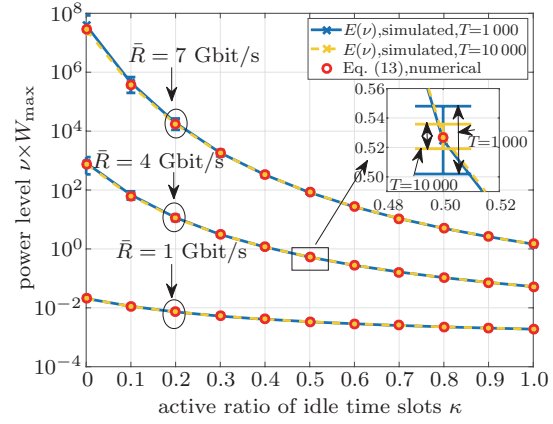 10^8
10^6
10^4
10^2
10^0
10^−2
10^−4
power level ν×W_max
E(ν),simulated,T=1 000
E(ν),simulated,T=10 000
Eq. (13),numerical
R̄ = 7 Gbit/s
R̄ = 4 Gbit/s
R̄ = 1 Gbit/s
0.56
0.54
0.52
0.50
T=1 000
T=10 000
0.48 0.50 0.52
0 0.1 0.2 0.3 0.4 0.5 0.6 0.7 0.8 0.9 1.0
active ratio of idle time slots κ